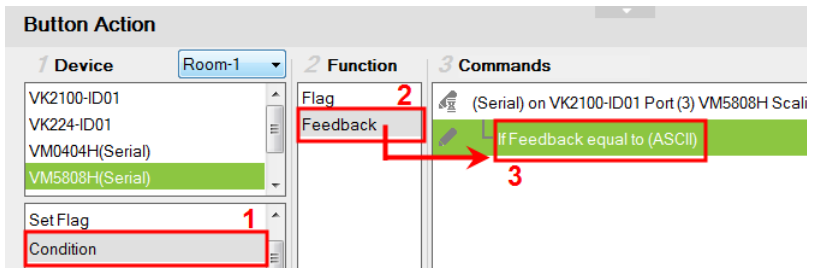 Button Action
1 Device
Room-1
2 Function
3 Commands
VK2100-ID01
VK224-ID01
VM0404H(Serial)
VM5808H(Serial)
Flag
2
Feedback
(Serial) on VK2100-ID01 Port (3) VM5808H Scali
If Feedback equal to (ASCII)
3
Set Flag
1
Condition